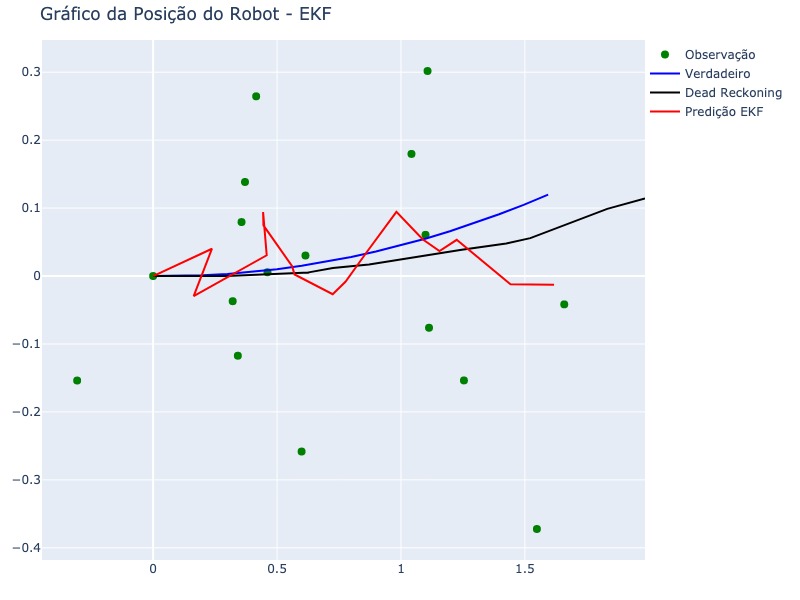 Gráfico da Posição do Robot - EKF
Observação
Verdadeiro
Dead Reckoning
Predição EKF
0.3
0.2
0.1
0
−0.1
−0.2
−0.3
−0.4
0 0.5 1 1.5